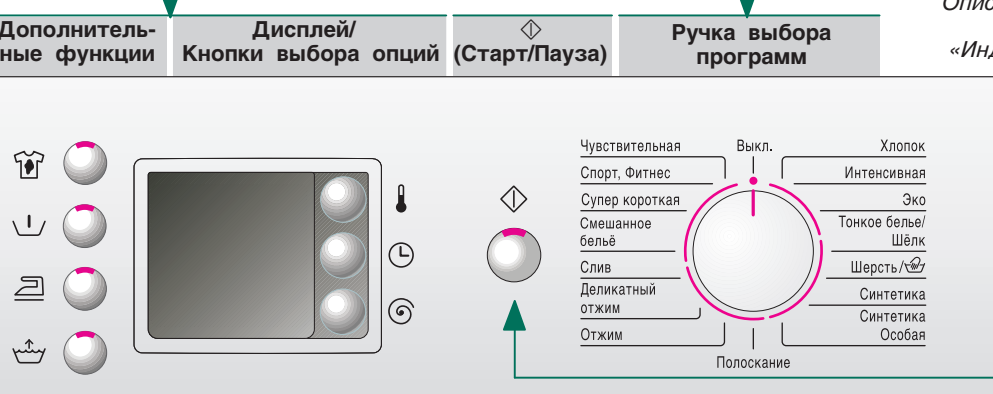 Дополнитель-
ные функции
Дисплей/
Кнопки выбора опций
(Старт/Пауза)
Ручка выбора
программ
Чувствительная
Спорт, Фитнес
Супер короткая
Смешанное
бельё
Слив
Деликатный
отжим
Отжим
Выкл.
Полоскание
Хлопок
Интенсивная
Эко
Тонкое белье/
Шёлк
Шерсть/
Синтетика
Синтетика
Особая